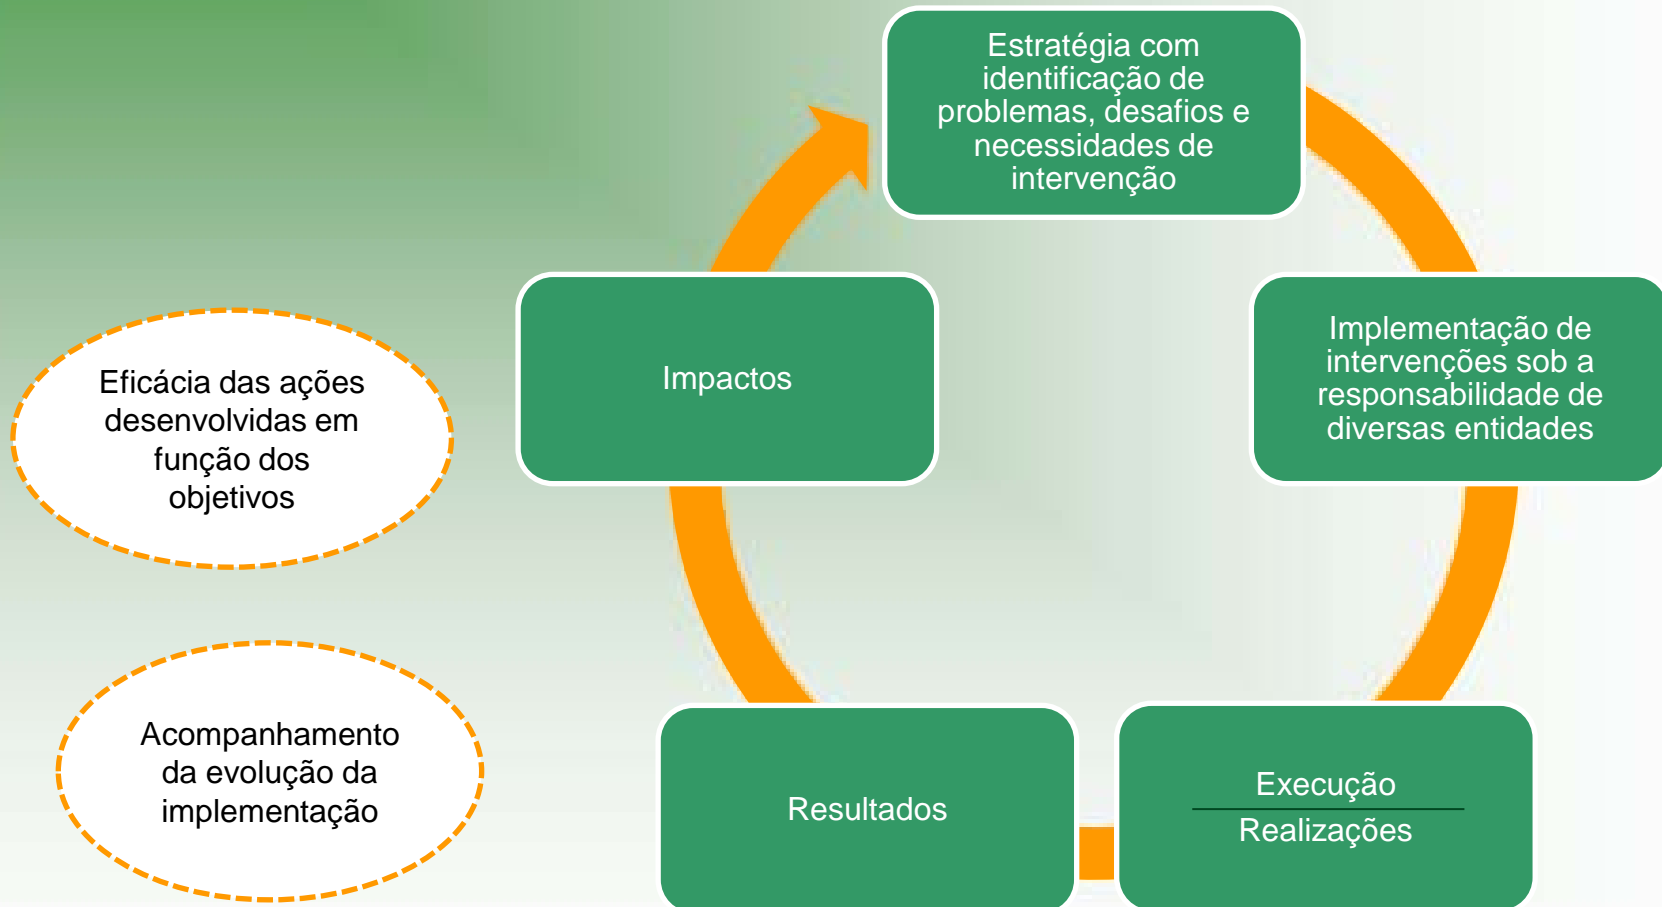 Estratégia com
identificação de
problemas, desafios e
necessidades de
intervenção
Implementação de
intervenções sob a
responsabilidade de
diversas entidades
Execução
Realizações
Resultados
Impactos
Eficácia das ações
desenvolvidas em
função dos
objetivos
Acompanhamento
da evolução da
implementação